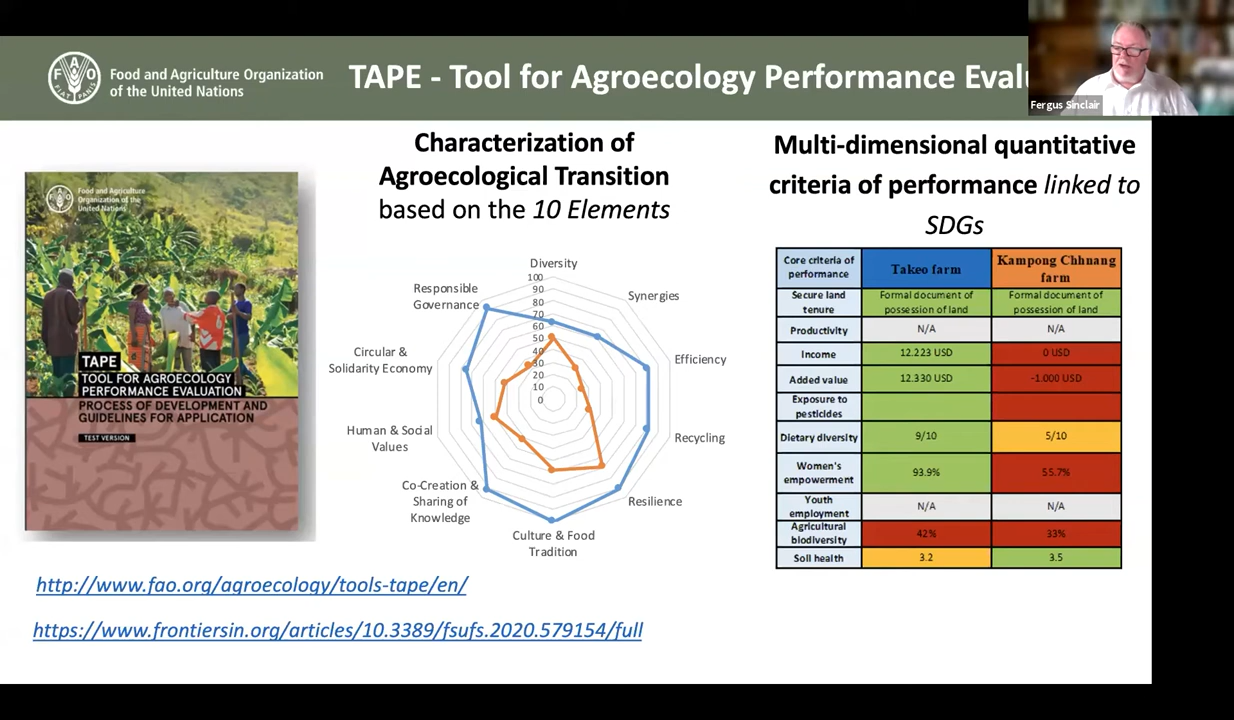 Food and Agriculture Organization
of the United Nations
TAPE - Tool for Agroecology Performance Evalu
Fergus Sinclair
FAO
FIAT PANIS
Food and Agriculture
Organization of the
United Nations
TAPE
TOOL FOR AGROECOLOGY
PERFORMANCE EVALUATION
PROCESS OF DEVELOPMENT AND
GUIDELINES FOR APPLICATION
TEST VERSION
Characterization of
Agroecological Transition
based on the 10 Elements
Diversity
Synergies
Efficiency
Recycling
Resilience
Culture & Food
Tradition
Co-Creation &
Sharing of
Knowledge
Human & Social
Values
Circular &
Solidarity Economy
Responsible
Governance
100
90
80
70
60
50
40
30
20
10
0
Multi-dimensional quantitative
criteria of performance linked to
SDGs
Core criteria of
performance
Takeo farm
Kampong Chhnang
farm
Secure land
tenure
Formal document of
possession of land
Formal document of
possession of land
Productivity N/A N/A
Income 12.223 USD 0 USD
Added value 12.330 USD -1.000 USD
Exposure to
pesticides
Dietary diversity 9/10 5/10
Women's
empowerment
93.9% 55.7%
Youth
employment
N/A N/A
Agricultural
biodiversity
42% 33%
Soil health 3.2 3.5
http://www.fao.org/agroecology/tools-tape/en/
https://www.frontiersin.org/articles/10.3389/fsufs.2020.579154/full